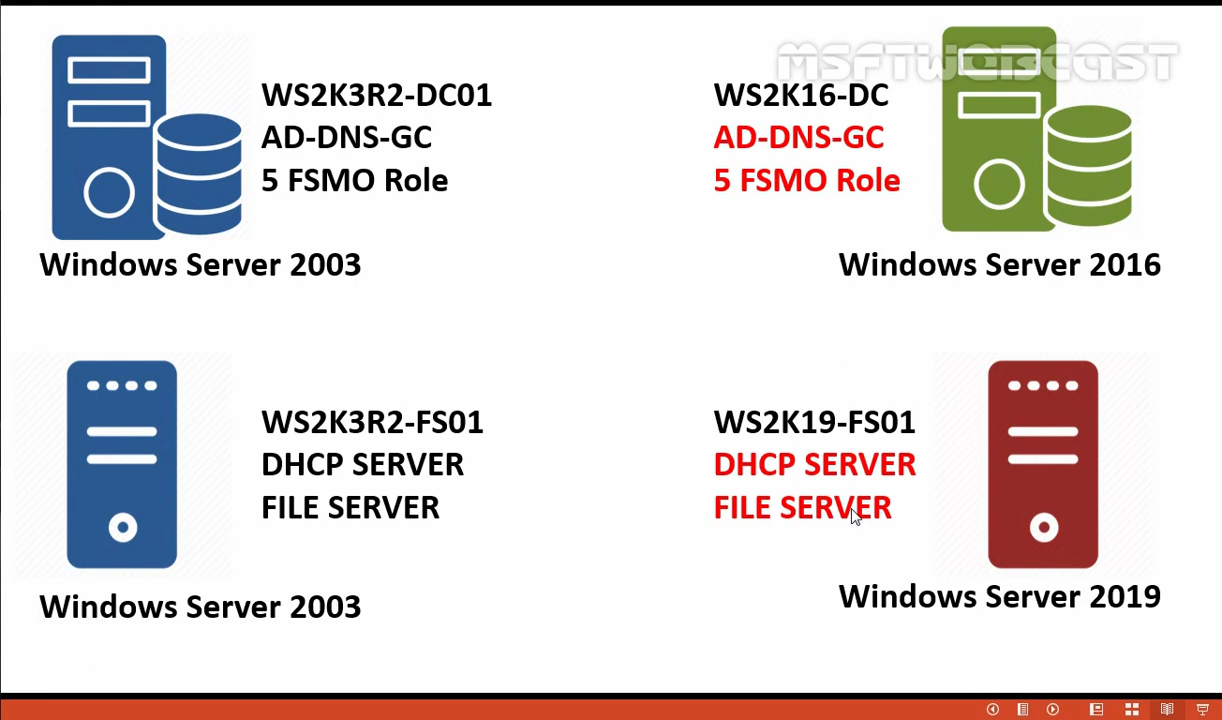 MSFTWEBCAST
WS2K3R2-DC01
AD-DNS-GC
5 FSMO Role
Windows Server 2003
WS2K16-DC
AD-DNS-GC
5 FSMO Role
Windows Server 2016
WS2K3R2-FS01
DHCP SERVER
FILE SERVER
Windows Server 2003
WS2K19-FS01
DHCP SERVER
FILE SERVER
Windows Server 2019